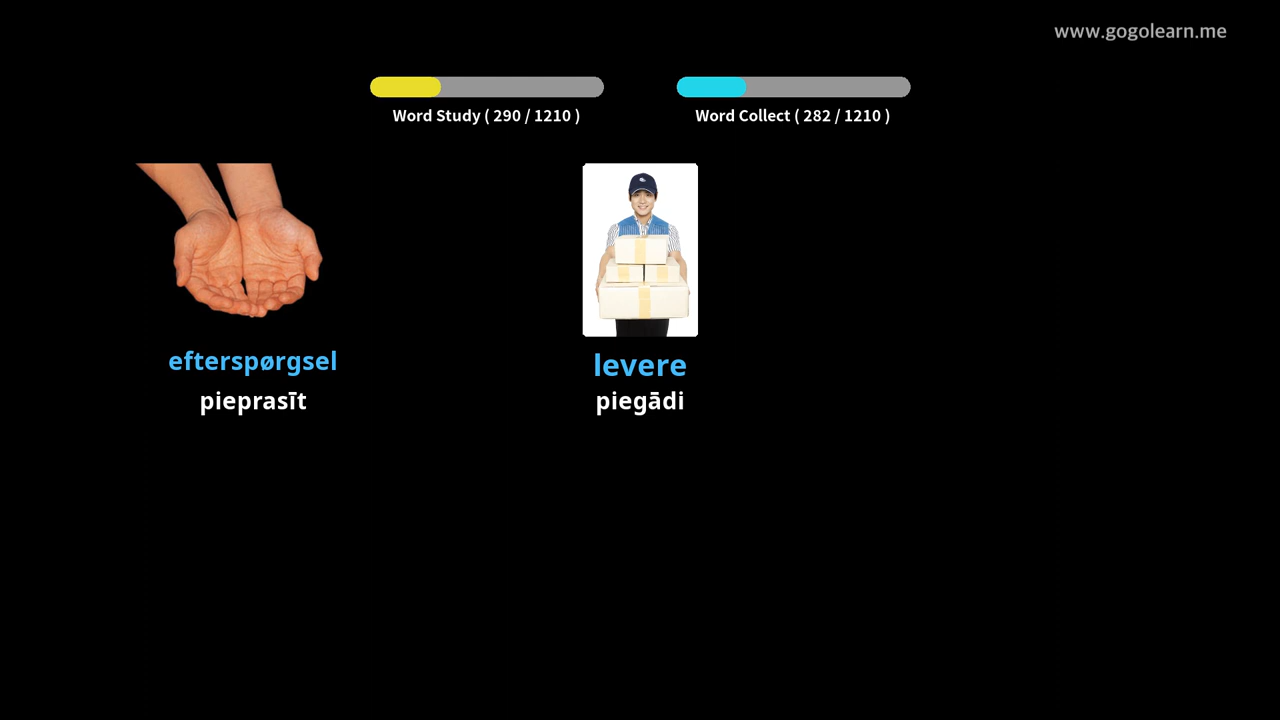 www.gogolearn.me
Word Study ( 290 / 1210 )
Word Collect ( 282 / 1210 )
efterspørgsel
pieprasīt
levere
piegādi